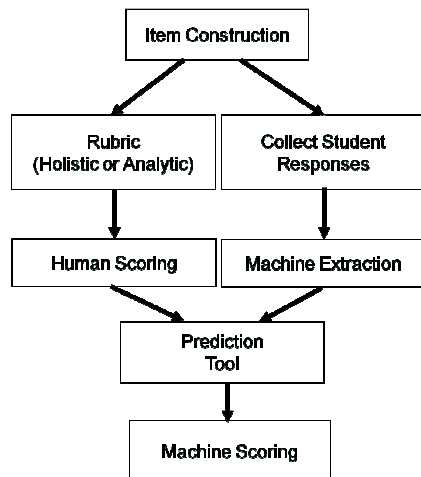 Item Construction
Rubric
(Holistic or Analytic)
Collect Student
Responses
Human Scoring
Machine Extraction
Prediction
Tool
Machine Scoring